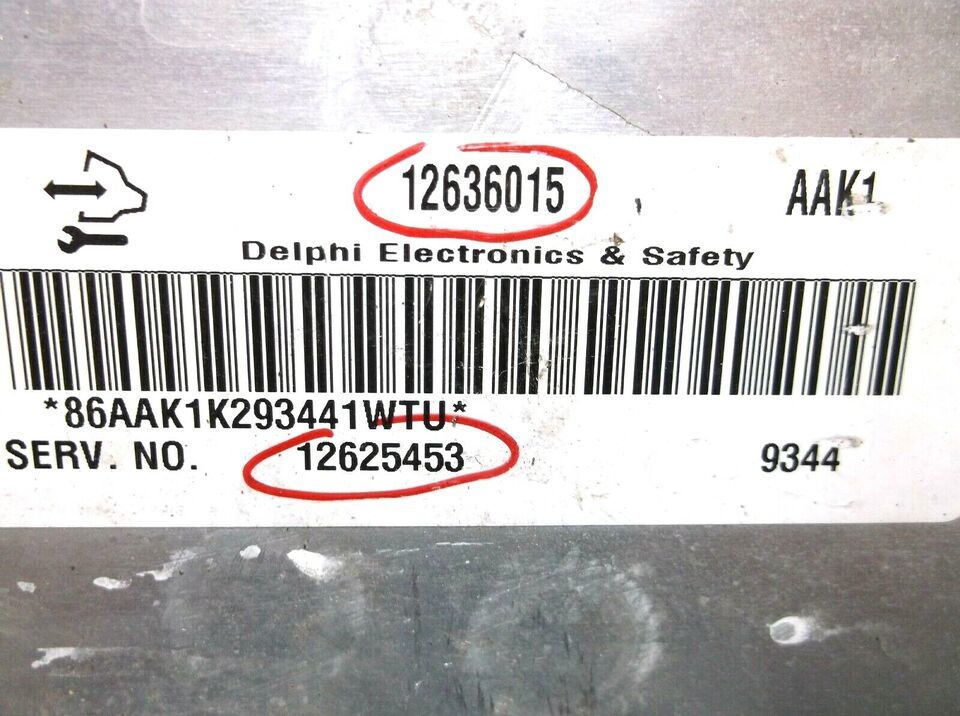 12636015 AAK1
Delphi Electronics & Safety
*86AAK1K293441WTU*
SERV. NO. 12625453 9344